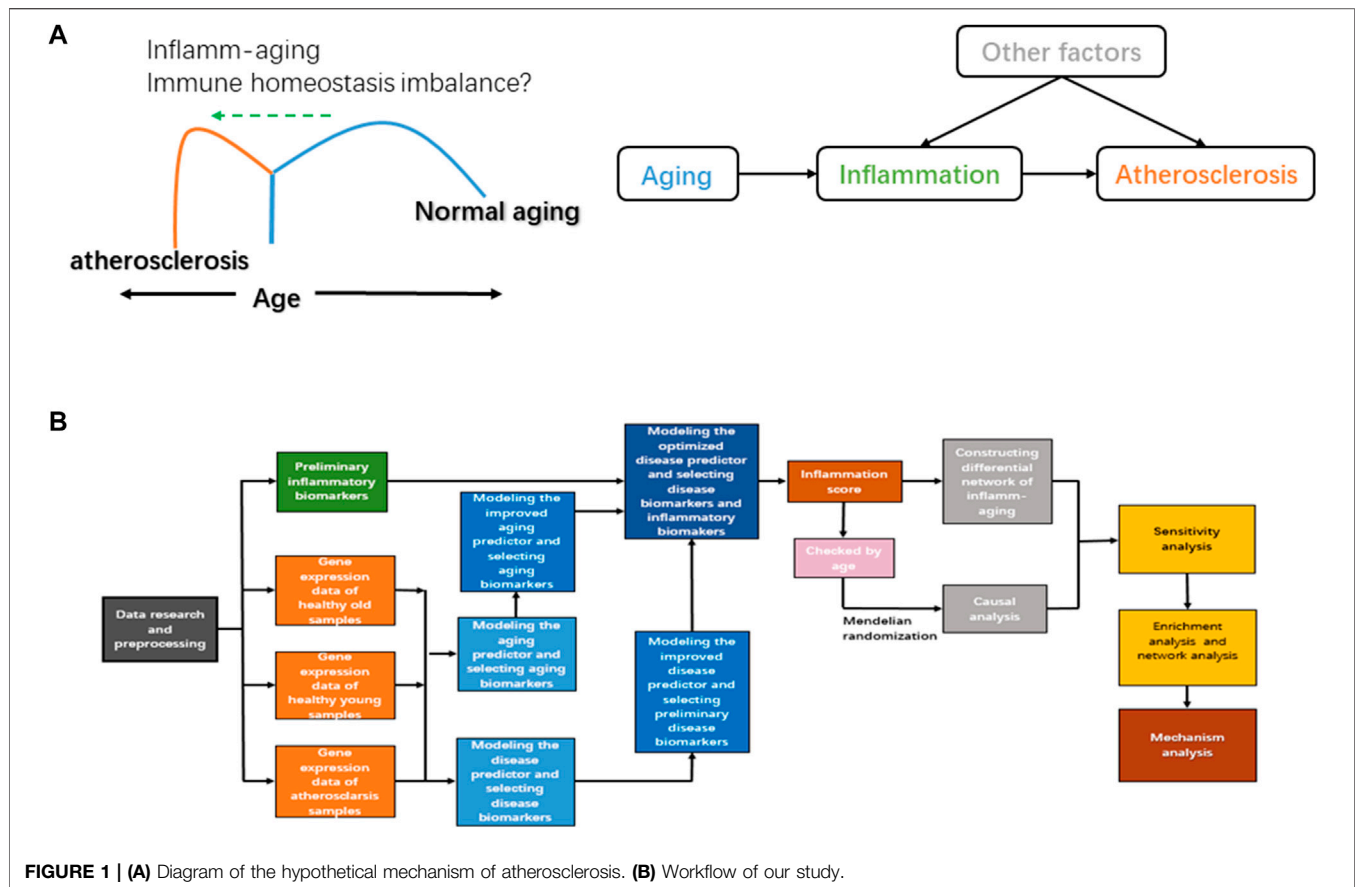 A
Inflamm-aging
Immune homeostasis imbalance?
Normal aging
atherosclerosis
Age
Other factors
Aging
Inflammation
Atherosclerosis
B
Data research
and
preprocessing
Preliminary
inflammatory
biomarkers
Gene
expression
data of
healthy old
samples
Gene
expression
data of
healthy young
samples
Gene
expression
data of
atherosclarsis
samples
Modeling the
improved
aging
predictor and
selecting aging
biomarkers
Modeling the
aging
predictor and
selecting aging
biomarkers
Modeling the
disease
predictor and
selecting
disease
biomarkers
Modeling the
optimized
disease predictor
and selecting
disease
biomarkers and
inflammatory
biomakers
Modeling the
improved
disease
predictor and
selecting
preliminary
disease
biomarkers
Inflammation
score
Checked by
age
Mendelian
randomization
Constructing
differential
network of
inflamm-
aging
Causal
analysis
Sensitivity
analysis
Enrichment
analysis and
network analysis
Mechanism
analysis
FIGURE 1 | (A) Diagram of the hypothetical mechanism of atherosclerosis. (B) Workflow of our study.